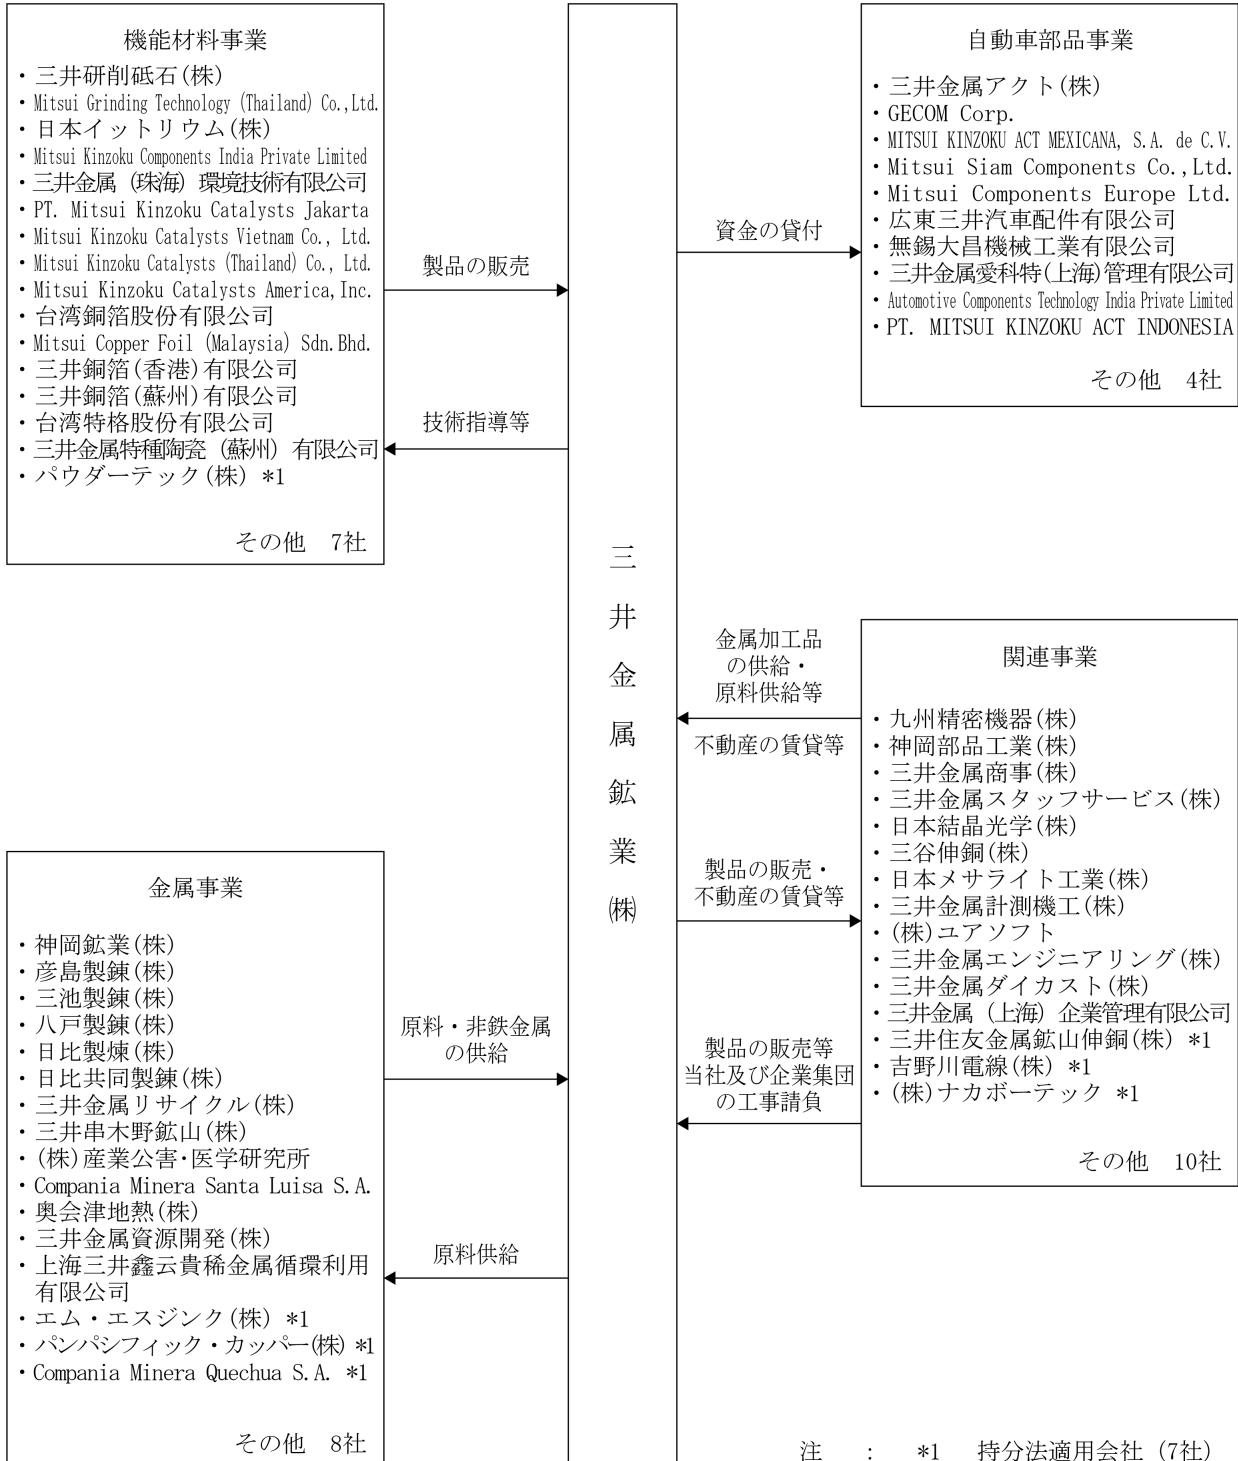 機能材料事業
・三井研削砥石(株)
・Mitsui Grinding Technology (Thailand) Co.,Ltd.
・日本イットリウム(株)
・Mitsui Kinzoku Components India Private Limited
・三井金属（珠海）環境技術有限公司
・PT. Mitsui Kinzoku Catalysts Jakarta
・Mitsui Kinzoku Catalysts Vietnam Co., Ltd.
・Mitsui Kinzoku Catalysts (Thailand) Co., Ltd.
・Mitsui Kinzoku Catalysts America,Inc.
・台湾銅箔股份有限公司
・Mitsui Copper Foil (Malaysia) Sdn.Bhd.
・三井銅箔(香港)有限公司
・三井銅箔(蘇州)有限公司
・台湾特格股份有限公司
・三井金属特種陶瓷（蘇州）有限公司
・パウダーテック(株) *1
その他　7社
製品の販売
技術指導等
金属事業
・神岡鉱業(株)
・彦島製錬(株)
・三池製錬(株)
・八戸製錬(株)
・日比製煉(株)
・日比共同製錬(株)
・三井金属リサイクル(株)
・三井串木野鉱山(株)
・(株)産業公害・医学研究所
・Compania Minera Santa Luisa S.A.
・奥会津地熱(株)
・三井金属資源開発(株)
・上海三井鑫云貴稀金属循環利用
有限公司
・エム・エスジンク(株) *1
・パンパシフィック・カッパー(株) *1
・Compania Minera Quechua S.A. *1
その他　8社
原料・非鉄金属
の供給
原料供給
三井金属鉱業㈱
資金の貸付
自動車部品事業
・三井金属アクト(株)
・GECOM Corp.
・MITSUI KINZOKU ACT MEXICANA, S.A. de C.V.
・Mitsui Siam Components Co.,Ltd.
・Mitsui Components Europe Ltd.
・広東三井汽車配件有限公司
・無錫大昌機械工業有限公司
・三井金属愛科特(上海)管理有限公司
・Automotive Components Technology India Private Limited
・PT. MITSUI KINZOKU ACT INDONESIA
その他　4社
金属加工品
の供給・
原料供給等
不動産の賃貸等
製品の販売・
不動産の賃貸等
製品の販売等
当社及び企業集団
の工事請負
関連事業
・九州精密機器(株)
・神岡部品工業(株)
・三井金属商事(株)
・三井金属スタッフサービス(株)
・日本結晶光学(株)
・三谷伸銅(株)
・日本メサライト工業(株)
・三井金属計測機工(株)
・(株)ユアソフト
・三井金属エンジニアリング(株)
・三井金属ダイカスト(株)
・三井金属（上海）企業管理有限公司
・三井住友金属鉱山伸銅(株) *1
・吉野川電線(株) *1
・(株)ナカボーテック *1
その他　10社
注　:　*1　持分法適用会社（7社）